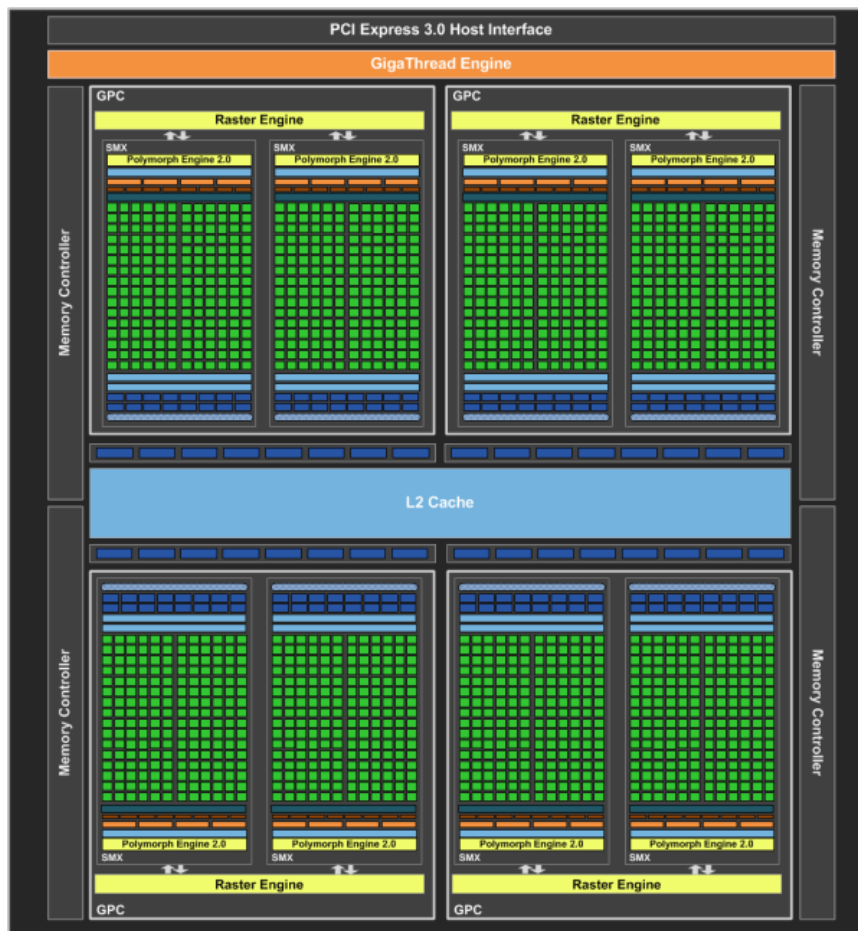 PCI Express 3.0 Host Interface
GigaThread Engine
GPC
Raster Engine
SMX
Polymorph Engine 2.0
Polymorph Engine 2.0
GPC
Raster Engine
SMX
SMX
Polymorph Engine 2.0
Polymorph Engine 2.0
Memory Controller
Memory Controller
L2 Cache
Memory Controller
Memory Controller
Polymorph Engine 2.0
SMX
Polymorph Engine 2.0
Raster Engine
GPC
Polymorph Engine 2.0
SMX
Polymorph Engine 2.0
SMX
Raster Engine
GPC